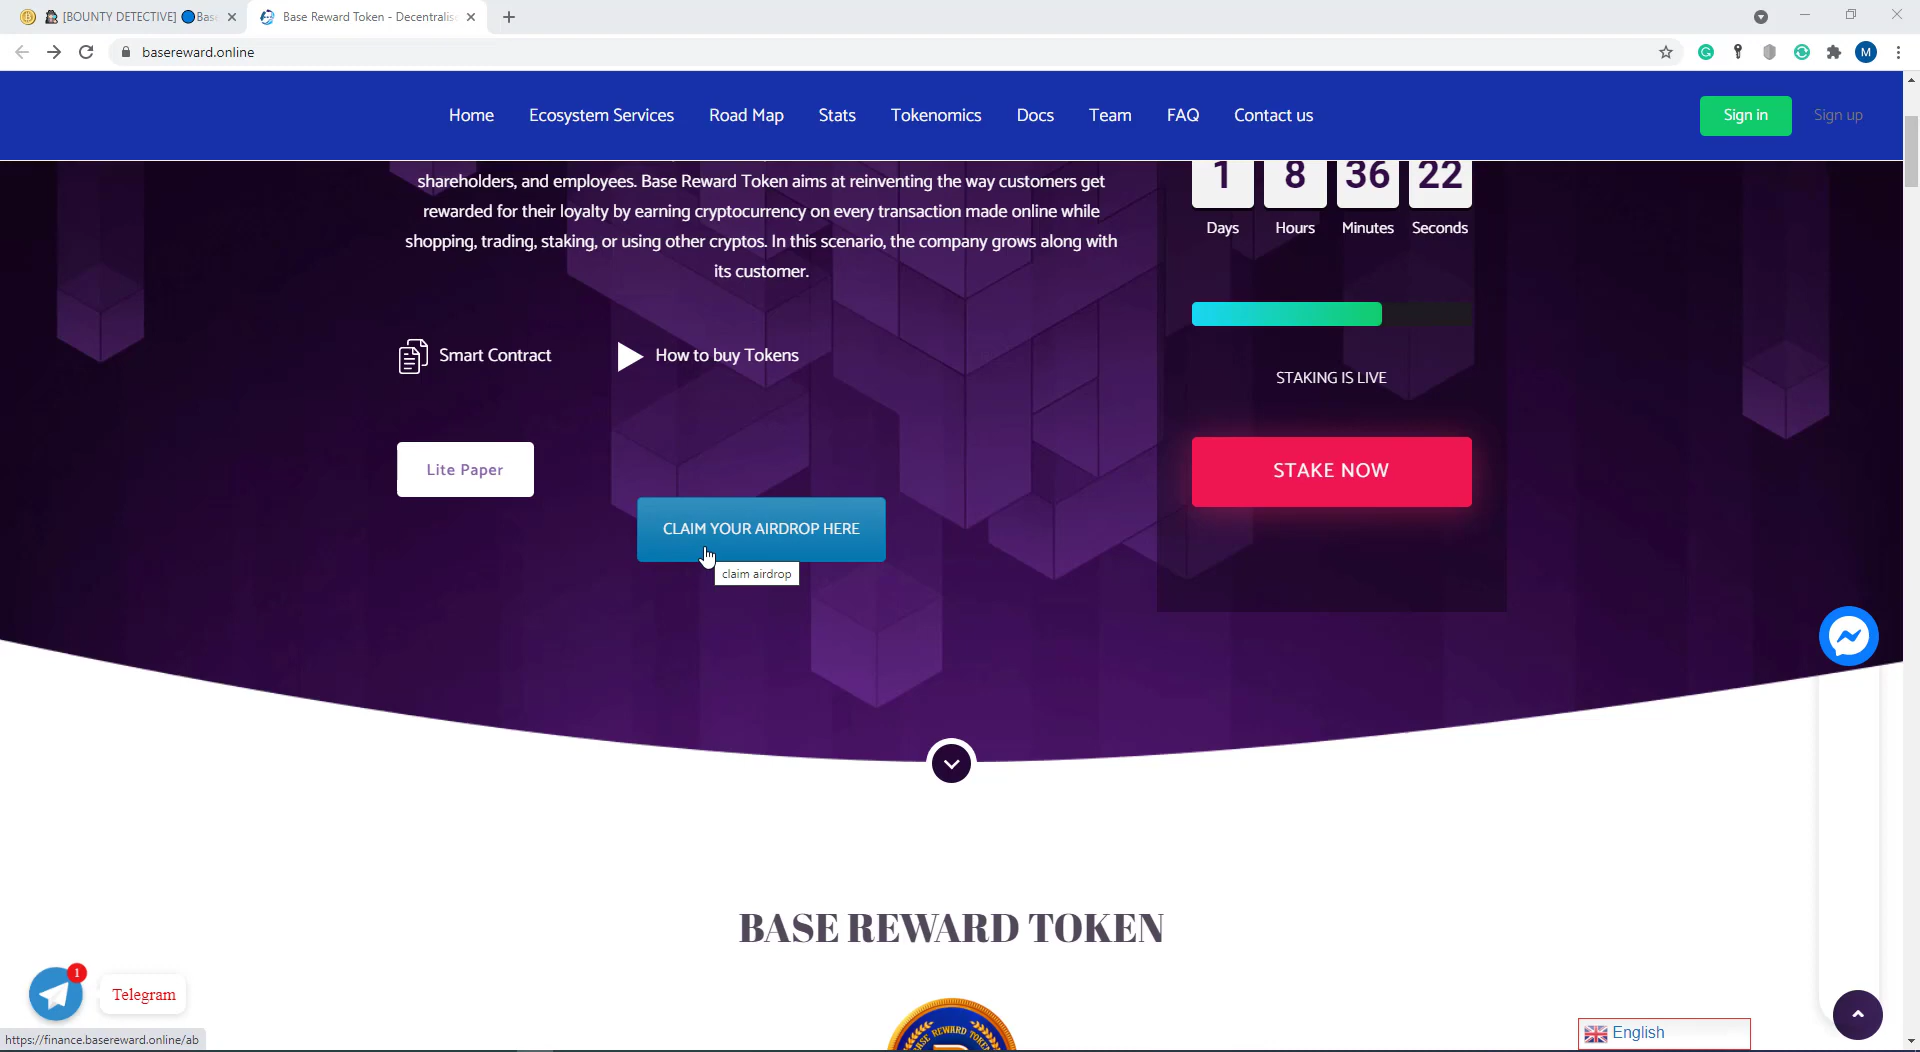 [BOUNTY DETECTIVE] Bas
Base Reward Token - Decentralis
basereward.online
M
Home Ecosystem Services Road Map Stats Tokenomics Docs Team FAQ Contact us
Sign in Sign up
shareholders, and employees. Base Reward Token aims at reinventing the way customers get
rewarded for their loyalty by earning cryptocurrency on every transaction made online while
shopping, trading, staking, or using other cryptos. In this scenario, the company grows along with
its customer.
Smart Contract
How to buy Tokens
Lite Paper
CLAIM YOUR AIRDROP HERE
claim airdrop
1 8 36 22
Days Hours Minutes Seconds
STAKING IS LIVE
STAKE NOW
BASE REWARD TOKEN
BASE REWARD TOKEN
1
Telegram
English
https://finance.basereward.online/ab